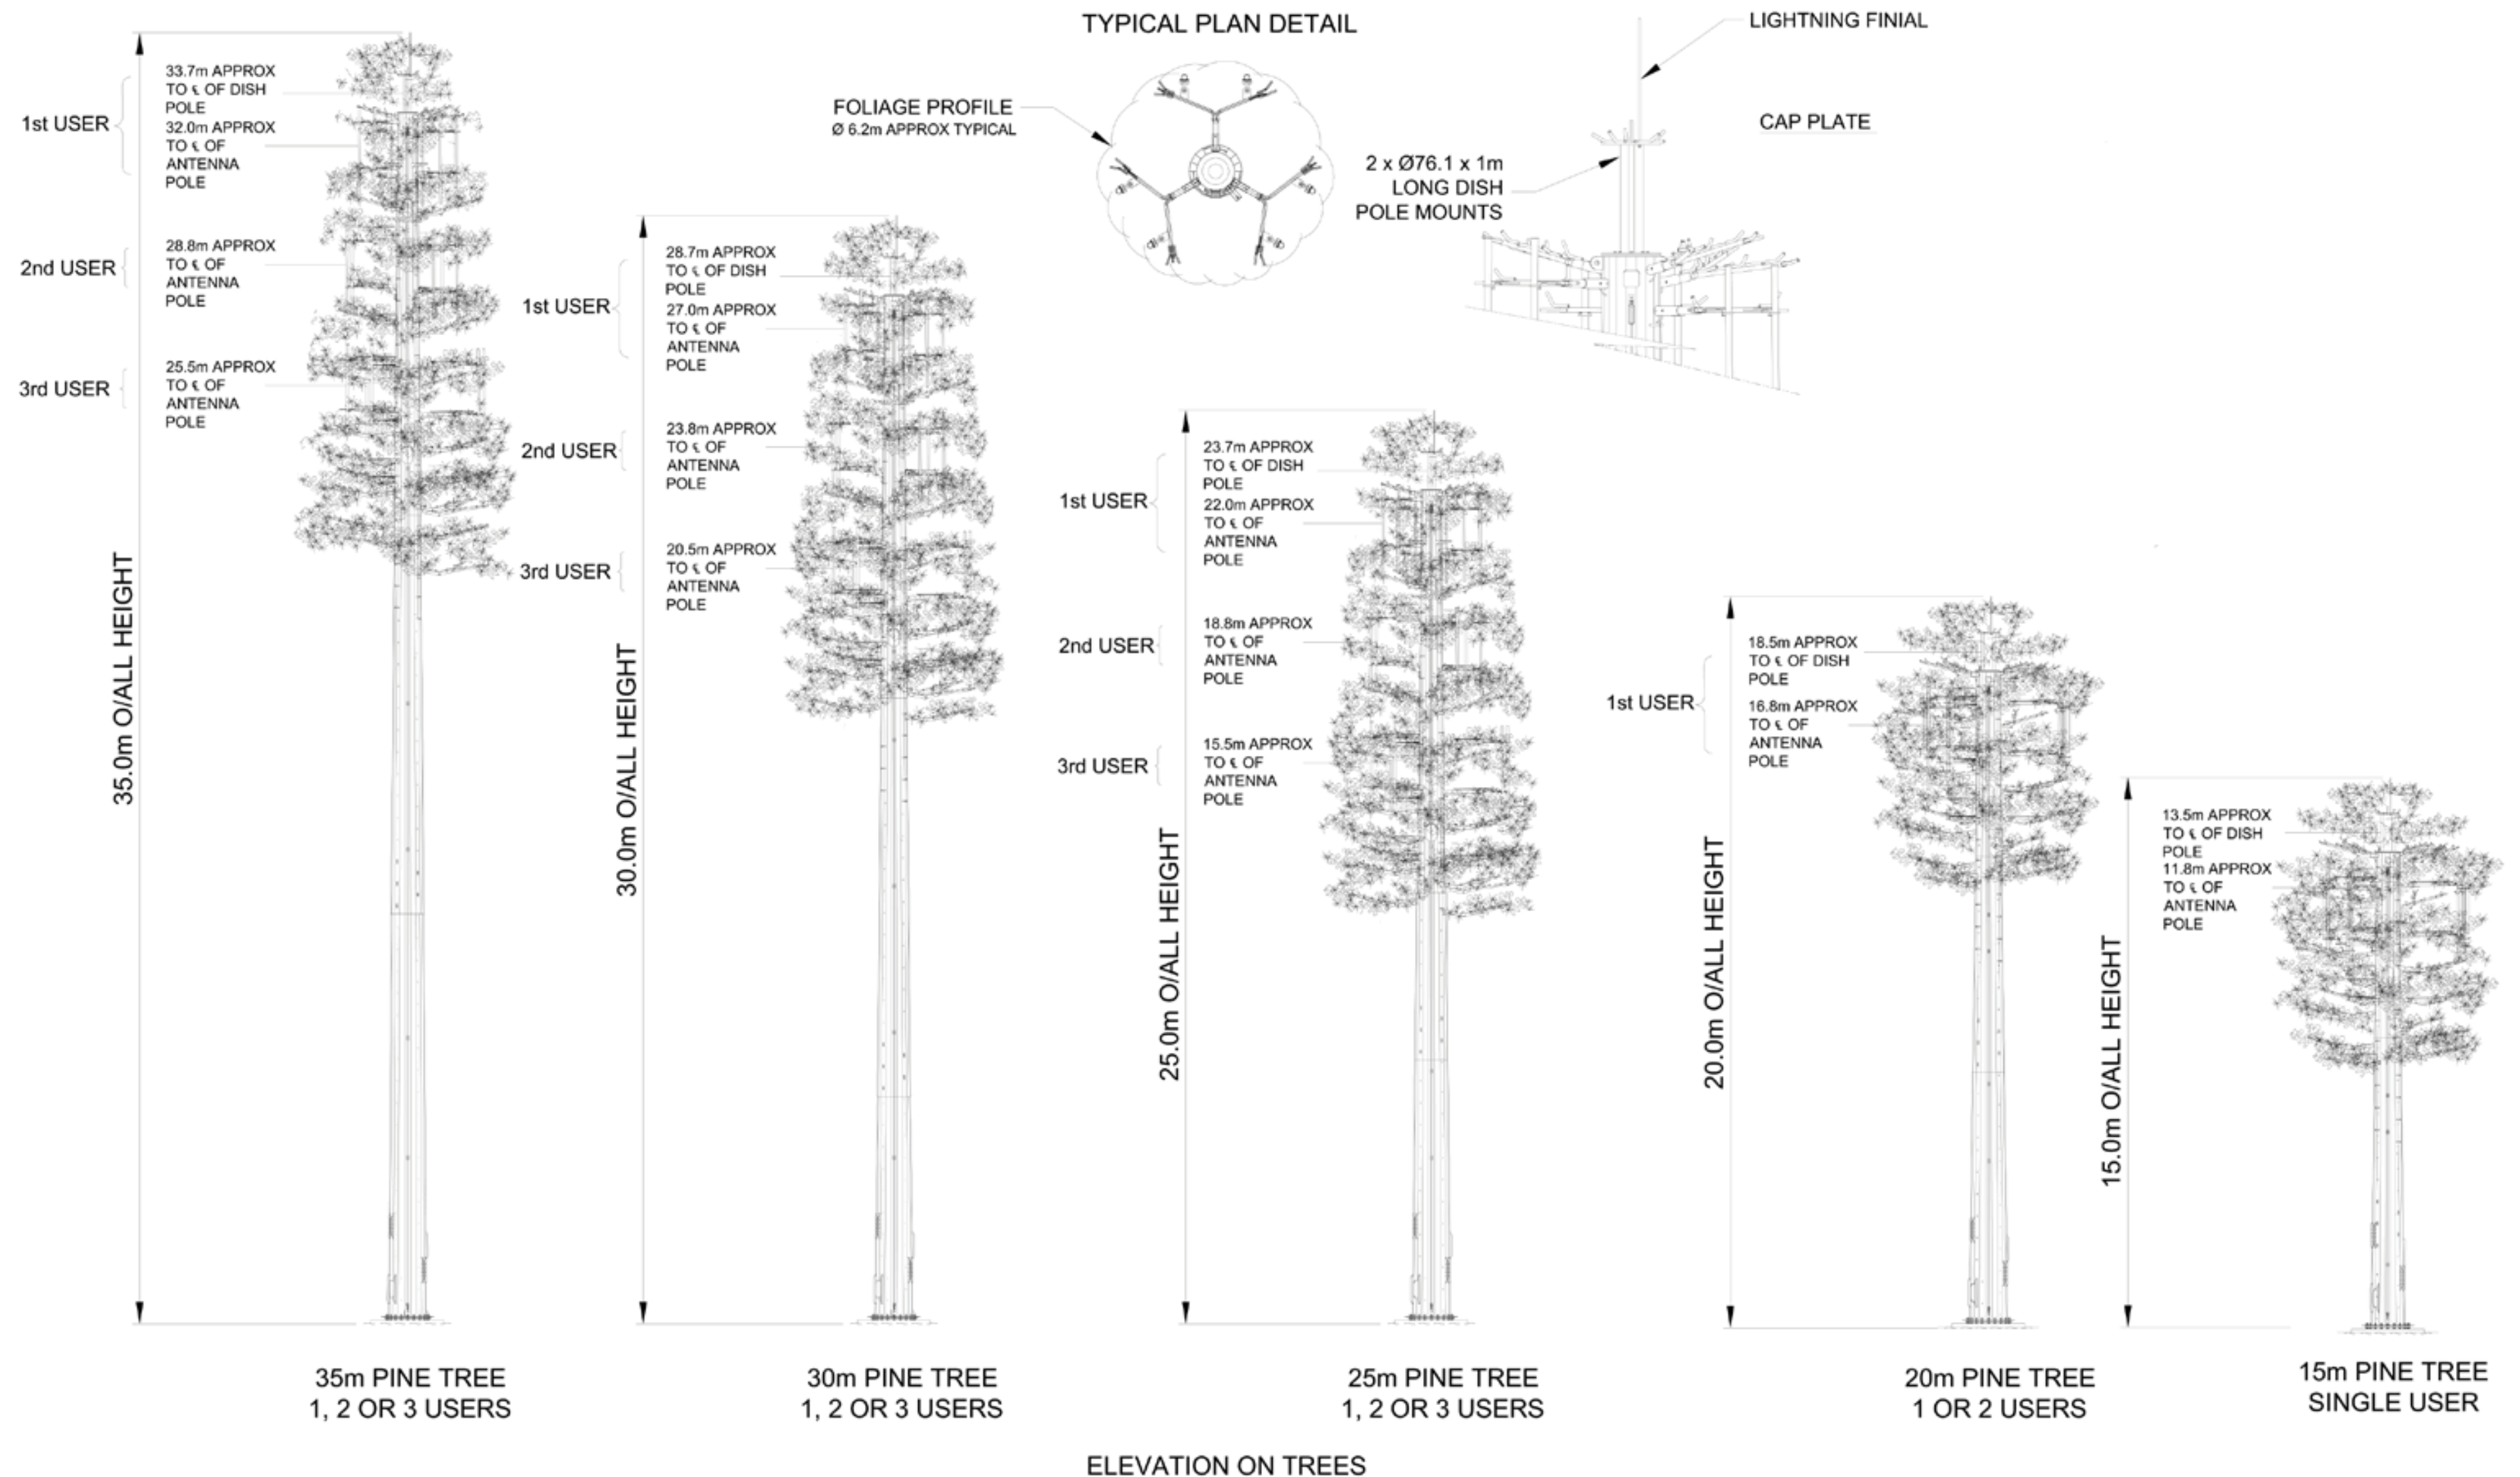 TYPICAL PLAN DETAIL
LIGHTNING FINIAL
FOLIAGE PROFILE
Ø 6.2m APPROX TYPICAL
CAP PLATE
2 x Ø76.1 x 1m
LONG DISH
POLE MOUNTS
35.0m O/ALL HEIGHT
1st USER
33.7m APPROX
TO ℄ OF DISH
POLE
32.0m APPROX
TO ℄ OF
ANTENNA
POLE
2nd USER
28.8m APPROX
TO ℄ OF
ANTENNA
POLE
3rd USER
25.5m APPROX
TO ℄ OF
ANTENNA
POLE
30.0m O/ALL HEIGHT
1st USER
28.7m APPROX
TO ℄ OF DISH
POLE
27.0m APPROX
TO ℄ OF
ANTENNA
POLE
2nd USER
23.8m APPROX
TO ℄ OF
ANTENNA
POLE
3rd USER
20.5m APPROX
TO ℄ OF
ANTENNA
POLE
25.0m O/ALL HEIGHT
1st USER
23.7m APPROX
TO ℄ OF DISH
POLE
22.0m APPROX
TO ℄ OF
ANTENNA
POLE
2nd USER
18.8m APPROX
TO ℄ OF
ANTENNA
POLE
3rd USER
15.5m APPROX
TO ℄ OF
ANTENNA
POLE
20.0m O/ALL HEIGHT
1st USER
18.5m APPROX
TO ℄ OF DISH
POLE
16.8m APPROX
TO ℄ OF
ANTENNA
POLE
15.0m O/ALL HEIGHT
13.5m APPROX
TO ℄ OF DISH
POLE
11.8m APPROX
TO ℄ OF
ANTENNA
POLE
35m PINE TREE
1, 2 OR 3 USERS
30m PINE TREE
1, 2 OR 3 USERS
25m PINE TREE
1, 2 OR 3 USERS
20m PINE TREE
1 OR 2 USERS
15m PINE TREE
SINGLE USER
ELEVATION ON TREES